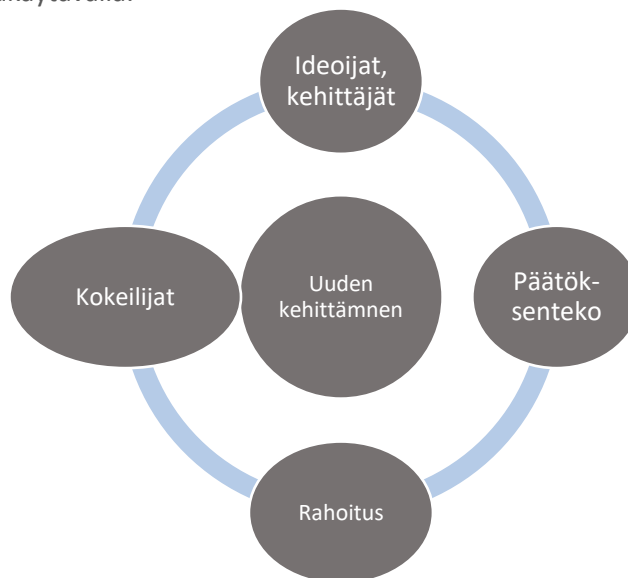 Ideoijat,
kehittäjät
Kokeilijat
Uuden
kehittämnen
Päätök-
senteko
Rahoitus